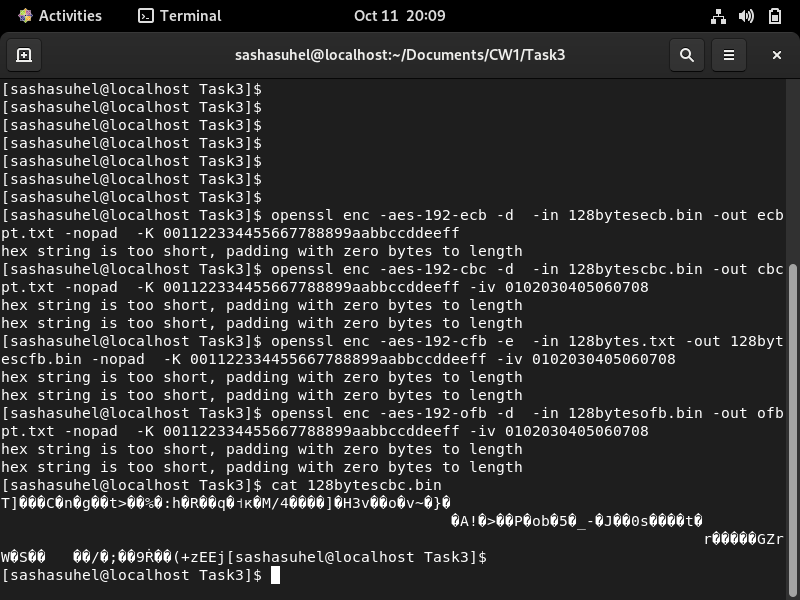 Activities
Terminal
Oct 11 20:09
sashasuhel@localhost:~/Documents/CW1/Task3
[sashasuhel@localhost Task3]$
[sashasuhel@localhost Task3]$
[sashasuhel@localhost Task3]$
[sashasuhel@localhost Task3]$
[sashasuhel@localhost Task3]$
[sashasuhel@localhost Task3]$
[sashasuhel@localhost Task3]$
[sashasuhel@localhost Task3]$ openssl enc -aes-192-ecb -d  -in 128bytesecb.bin -out ecb
pt.txt -nopad  -K 00112233445566778899aabbccddeeff
hex string is too short, padding with zero bytes to length
[sashasuhel@localhost Task3]$ openssl enc -aes-192-cbc -d  -in 128bytescbc.bin -out cbc
pt.txt -nopad  -K 00112233445566778899aabbccddeeff -iv 0102030405060708
hex string is too short, padding with zero bytes to length
hex string is too short, padding with zero bytes to length
[sashasuhel@localhost Task3]$ openssl enc -aes-192-cfb -e  -in 128bytes.txt -out 128byt
escfb.bin -nopad  -K 00112233445566778899aabbccddeeff -iv 0102030405060708
hex string is too short, padding with zero bytes to length
hex string is too short, padding with zero bytes to length
[sashasuhel@localhost Task3]$ openssl enc -aes-192-ofb -d  -in 128bytesofb.bin -out ofb
pt.txt -nopad  -K 00112233445566778899aabbccddeeff -iv 0102030405060708
hex string is too short, padding with zero bytes to length
hex string is too short, padding with zero bytes to length
[sashasuhel@localhost Task3]$ cat 128bytescbc.bin
T]���C�n�g��t>��%�:h�R��q�˧κ�M/4����]�H3v��o�v~�}�
�A!�>��P�ob�5�_-�J��0s����t�
r�����GZr
W�S��   ��/�;��9Ṙ��(+zEEj[sashasuhel@localhost Task3]$
[sashasuhel@localhost Task3]$